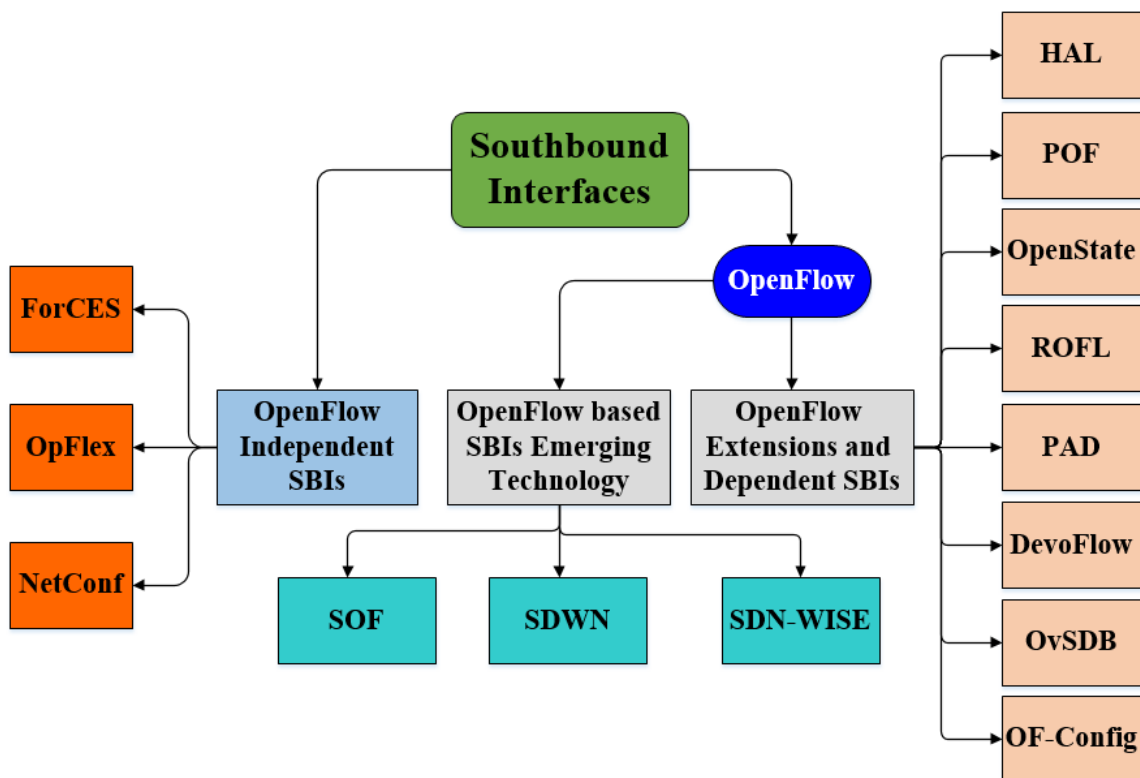 Southbound
Interfaces
OpenFlow
ForCES
OpFlex
NetConf
OpenFlow
Independent
SBIs
OpenFlow based
SBIs Emerging
Technology
OpenFlow
Extensions and
Dependent SBIs
SOF
SDWN
SDN-WISE
HAL
POF
OpenState
ROFL
PAD
DevoFlow
OvSDB
OF-Config